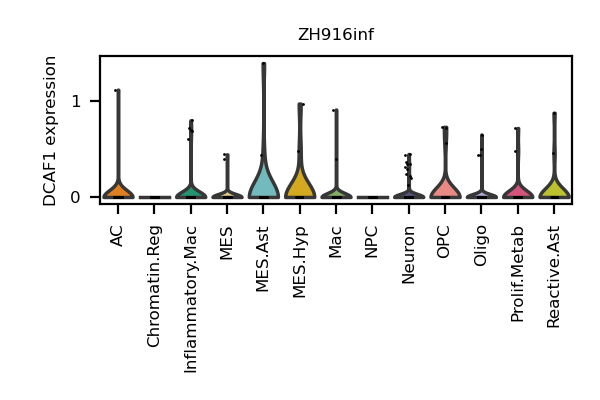 ZH916inf
DCAF1 expression
1
0
AC
Chromatin.Reg
Inflammatory.Mac
MES
MES.Ast
MES.Hyp
Mac
NPC
Neuron
OPC
Oligo
Prolif.Metab
Reactive.Ast